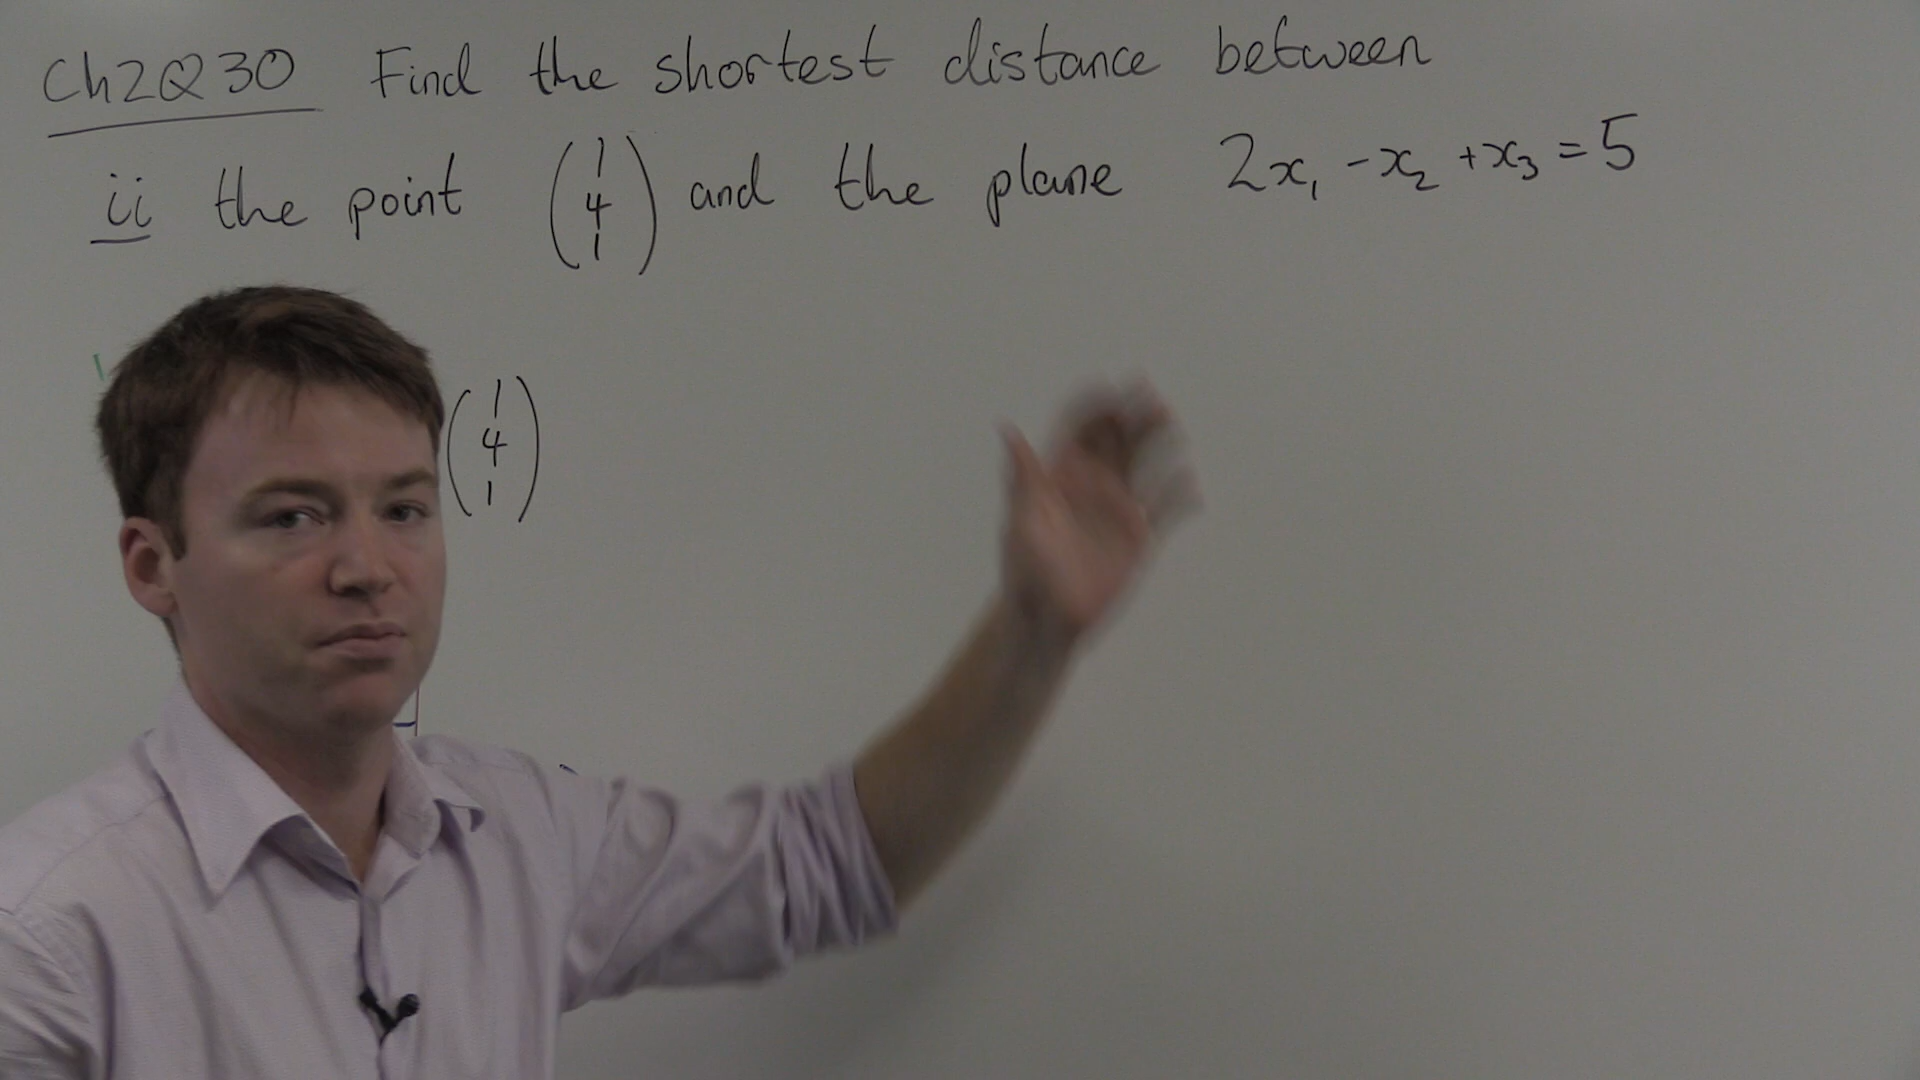 Ch2Q30 Find the shortest distance between
ii the point (1 4 1) and the plane 2x₁ - x₂ + x₃ = 5
(1 4 1)